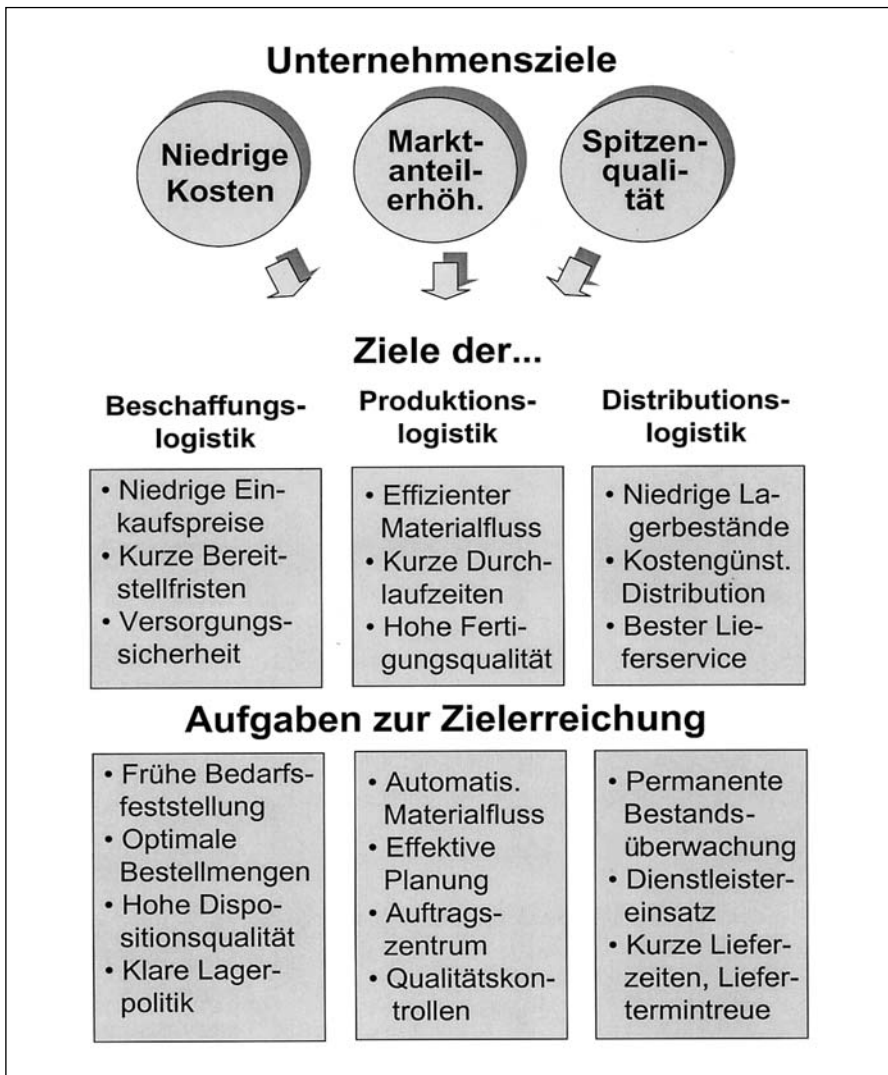 Unternehmensziele
Niedrige
Kosten
Markt-
anteil-
erhöh.
Spitzen-
quali-
tät
Ziele der...
Beschaffungs-
logistik
Produktions-
logistik
Distributions-
logistik
• Niedrige Ein-
kaufspreise
• Kurze Bereit-
stellfristen
• Versorgungs-
sicherheit
• Effizienter
Materialfluss
• Kurze Durch-
laufzeiten
• Hohe Ferti-
gungsqualität
• Niedrige La-
gerbestände
• Kostengünst.
Distribution
• Bester Lie-
ferservice
Aufgaben zur Zielerreichung
• Frühe Bedarfs-
feststellung
• Optimale
Bestellmengen
• Hohe Dispo-
sitionsqualität
• Klare Lager-
politik
• Automatis.
Materialfluss
• Effektive
Planung
• Auftrags-
zentrum
• Qualitätskon-
trollen
• Permanente
Bestands-
überwachung
• Dienstleister-
einsatz
• Kurze Liefer-
zeiten, Liefer-
termintreue